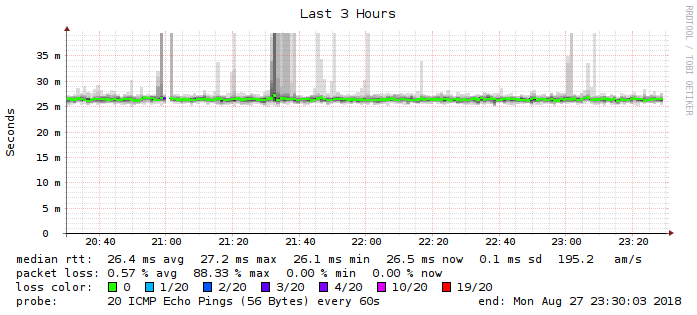 Last 3 Hours
RRDTOOL / TOBI OETIKER
Seconds
35 m
30 m
25 m
20 m
15 m
10 m
5 m
0
20:40 21:00 21:20 21:40 22:00 22:20 22:40 23:00 23:20
median rtt: 26.4 ms avg 27.2 ms max 26.1 ms min 26.5 ms now 0.1 ms sd 195.2 am/s
packet loss: 0.57 % avg 88.33 % max 0.00 % min 0.00 % now
loss color: 0 1/20 2/20 3/20 4/20 10/20 19/20
probe: 20 ICMP Echo Pings (56 Bytes) every 60s end: Mon Aug 27 23:30:03 2018